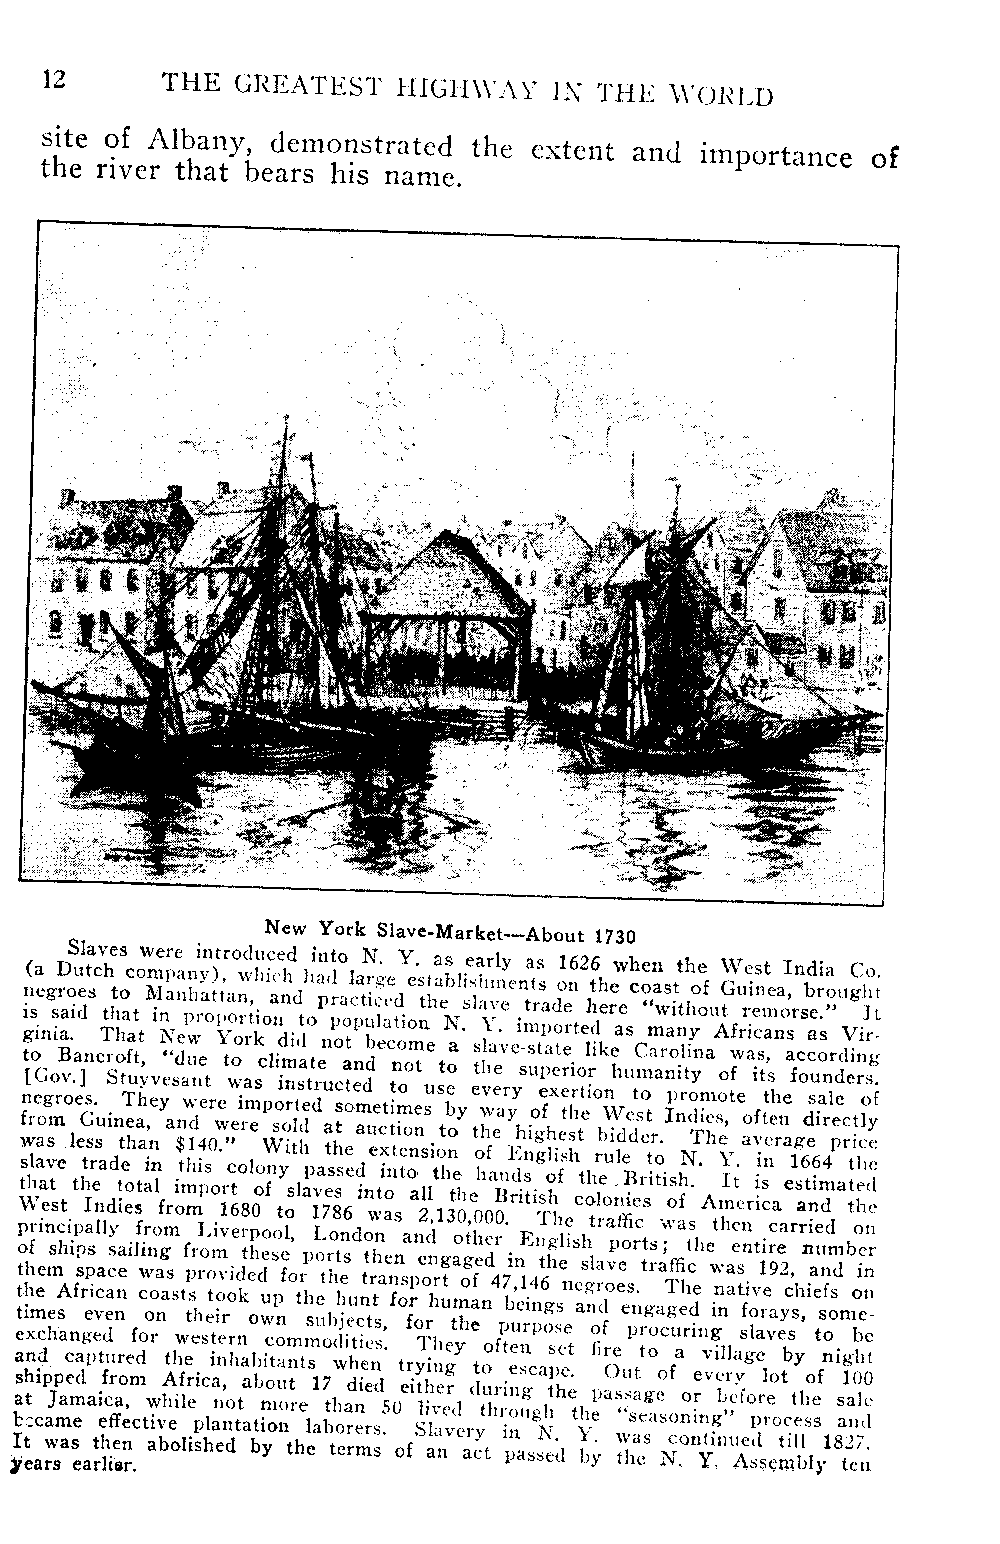 12 THE GREATEST HIGHWAY IN THE WORLD
site of Albany, demonstrated the extent and importance of
the river that bears his name.
New York Slave-Market—About 1730
Slaves were introduced into N. Y. as early as 1626 when the West India Co.
(a Dutch company), which had large establishments on the coast of Guinea, brought
negroes to Manhattan, and practiced the slave trade here "without remorse." It
is said that in proportion to population N. Y. imported as many Africans as Vir-
ginia. That New York did not become a slave-state like Carolina was, according
to Bancroft, "due to climate and not to the superior humanity of its founders.
[Gov.] Stuyvesant was instructed to use every exertion to promote the sale of
negroes. They were imported sometimes by way of the West Indies, often directly
from Guinea, and were sold at auction to the highest bidder. The average price
was less than $140." With the extension of English rule to N. Y. in 1664 the
slave trade in this colony passed into the hands of the British. It is estimated
that the total import of slaves into all the British colonies of America and the
West Indies from 1680 to 1786 was 2,130,000. The traffic was then carried on
principally from Liverpool, London and other English ports; the entire number
of ships sailing from these ports then engaged in the slave traffic was 192, and in
them space was provided for the transport of 47,146 negroes. The native chiefs on
the African coasts took up the hunt for human beings and engaged in forays, some-
times even on their own subjects, for the purpose of procuring slaves to be
exchanged for western commodities. They often set fire to a village by night
and captured the inhabitants when trying to escape. Out of every lot of 100
shipped from Africa, about 17 died either during the passage or before the sale
at Jamaica, while not more than 50 lived through the "seasoning" process and
became effective plantation laborers. Slavery in N. Y. was continued till 1827.
It was then abolished by the terms of an act passed by the N. Y. Assembly ten
years earlier.